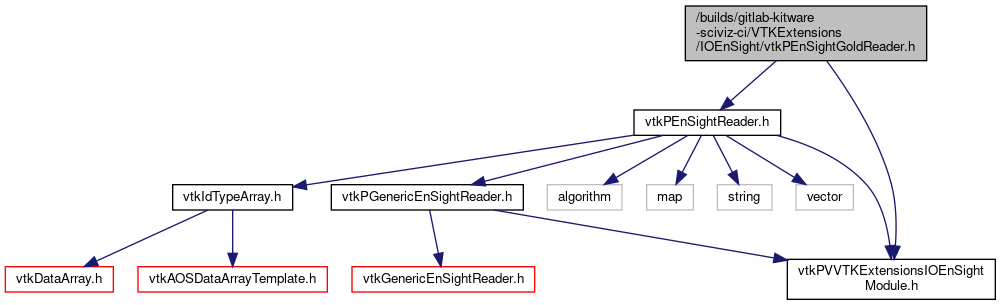 /builds/gitlab-kitware
-sciviz-ci/VTKExtensions
/IOEnSight/vtkPEnSightGoldReader.h
vtkPEnSightReader.h
vtkIdTypeArray.h
vtkPGenericEnSightReader.h
algorithm
map
string
vector
vtkDataArray.h
vtkAOSDataArrayTemplate.h
vtkGenericEnSightReader.h
vtkPVVTKExtensionsIOEnSight
Module.h